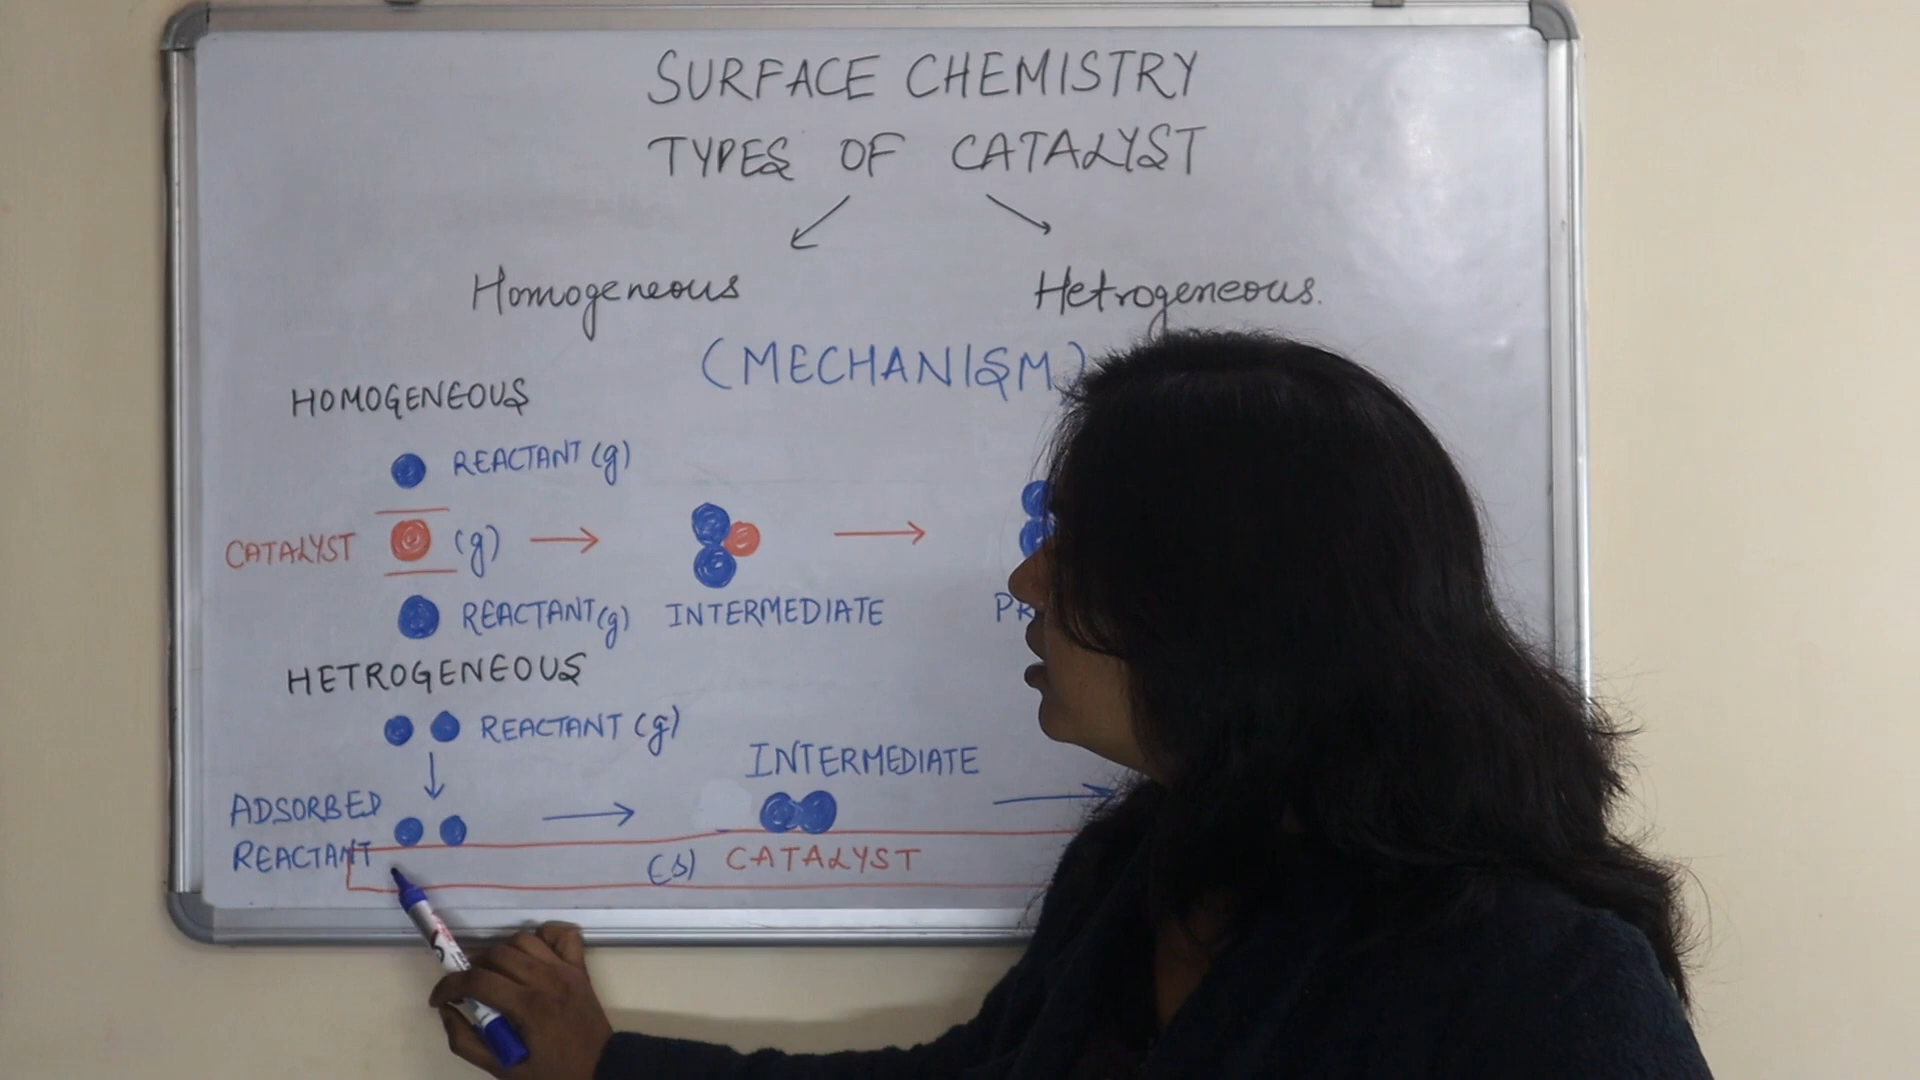 SURFACE CHEMISTRY
TYPES OF CATALYST
Homogeneous
Hetrogeneous.
(MECHANISM)
HOMOGENEOUS
REACTANT (g)
CATALYST (g)
REACTANT (g)
INTERMEDIATE
HETROGENEOUS
REACTANT (g)
INTERMEDIATE
ADSORBED
REACTANT
(s) CATALYST